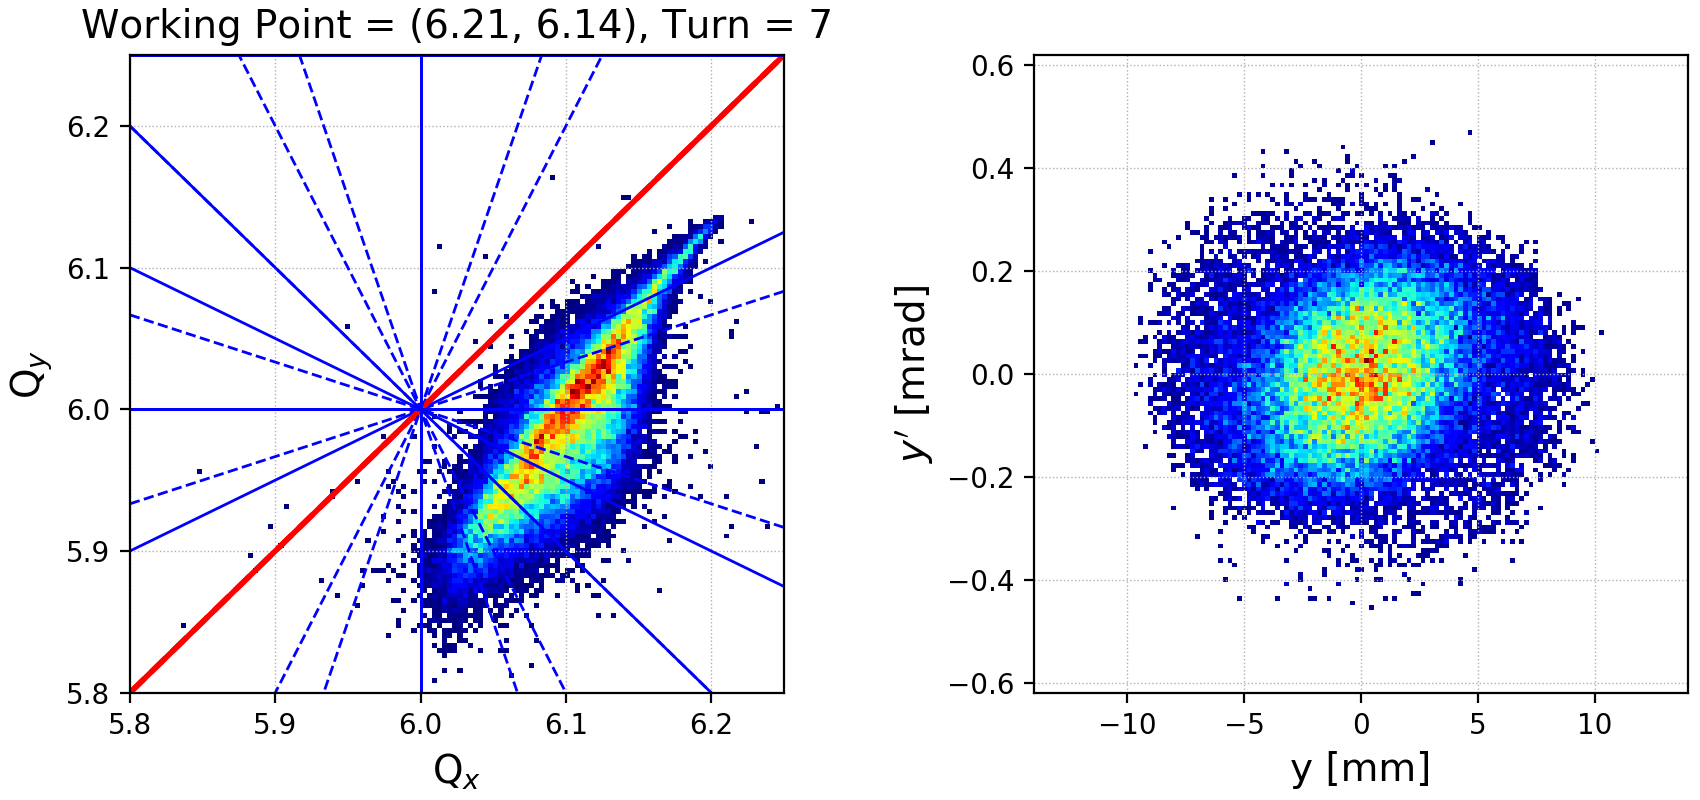 Working Point = (6.21, 6.14), Turn = 7
6.2
6.1
6.0
5.9
5.8
Q_y
5.8 5.9 6.0 6.1 6.2
Q_x
0.6
0.4
0.2
0.0
−0.2
−0.4
−0.6
y′ [mrad]
−10 −5 0 5 10
y [mm]